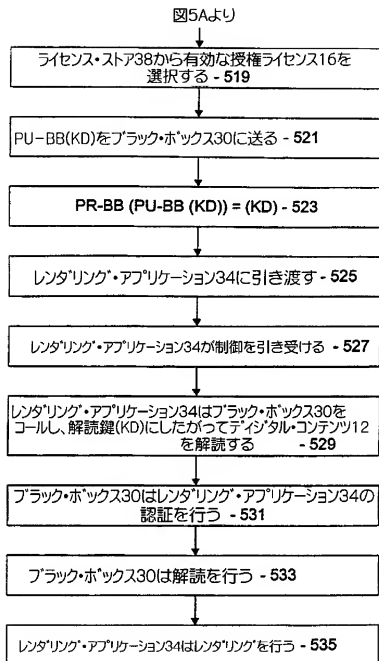 図5Aより
ライセンス・ストア38から有効な授権ライセンス16を
選択する - 519
PU-BB(KD)をブラック・ボックス30に送る - 521
PR-BB (PU-BB (KD)) = (KD) - 523
レンダリング・アプリケーション34に引き渡す - 525
レンダリング・アプリケーション34が制御を引き受ける - 527
レンダリング・アプリケーション34はブラック・ボックス30を
コールし、解読鍵(KD)にしたがってディジタル・コンテンツ12
を解読する - 529
ブラック・ボックス30はレンダリング・アプリケーション34の
認証を行う - 531
ブラック・ボックス30は解読を行う - 533
レンダリング・アプリケーション34はレンダリングを行う - 535